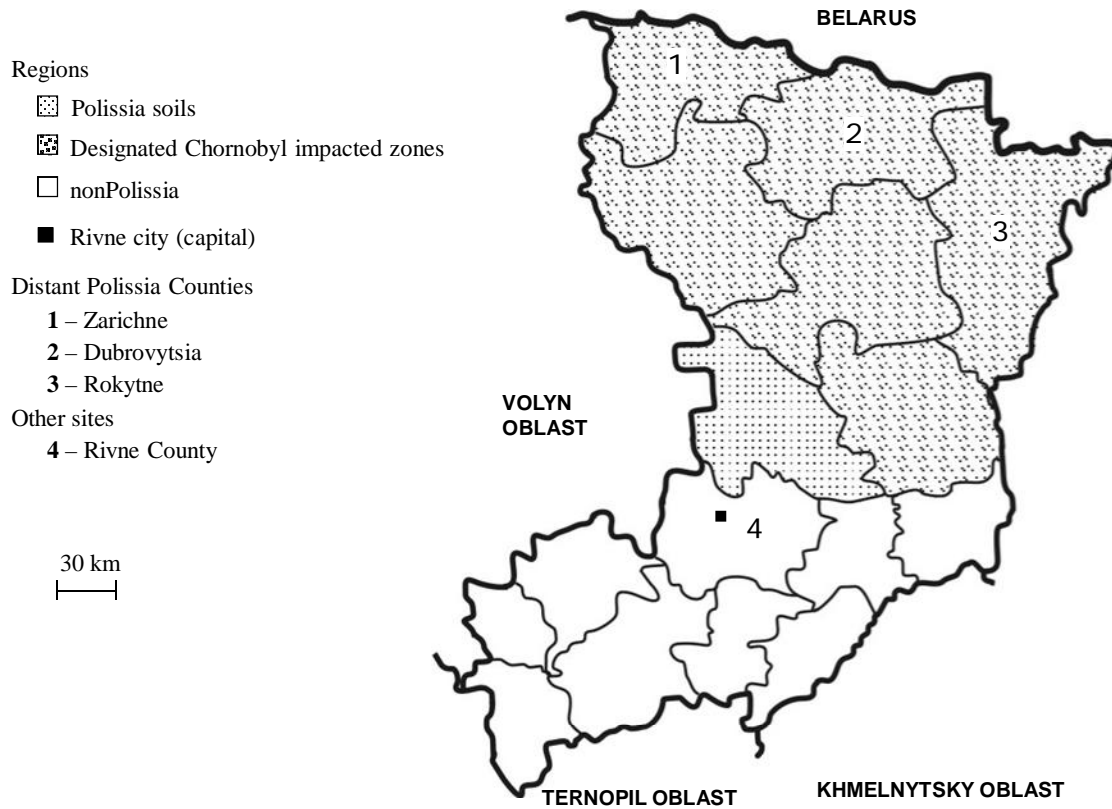 BELARUS
Regions
Polissia soils
Designated Chornobyl impacted zones
nonPolissia
Rivne city (capital)
Distant Polissia Counties
1 – Zarichne
2 – Dubrovytsia
3 – Rokytne
Other sites
4 – Rivne County
30 km
1
2
3
VOLYN
OBLAST
4
TERNOPIL OBLAST
KHMELNYTSKY OBLAST